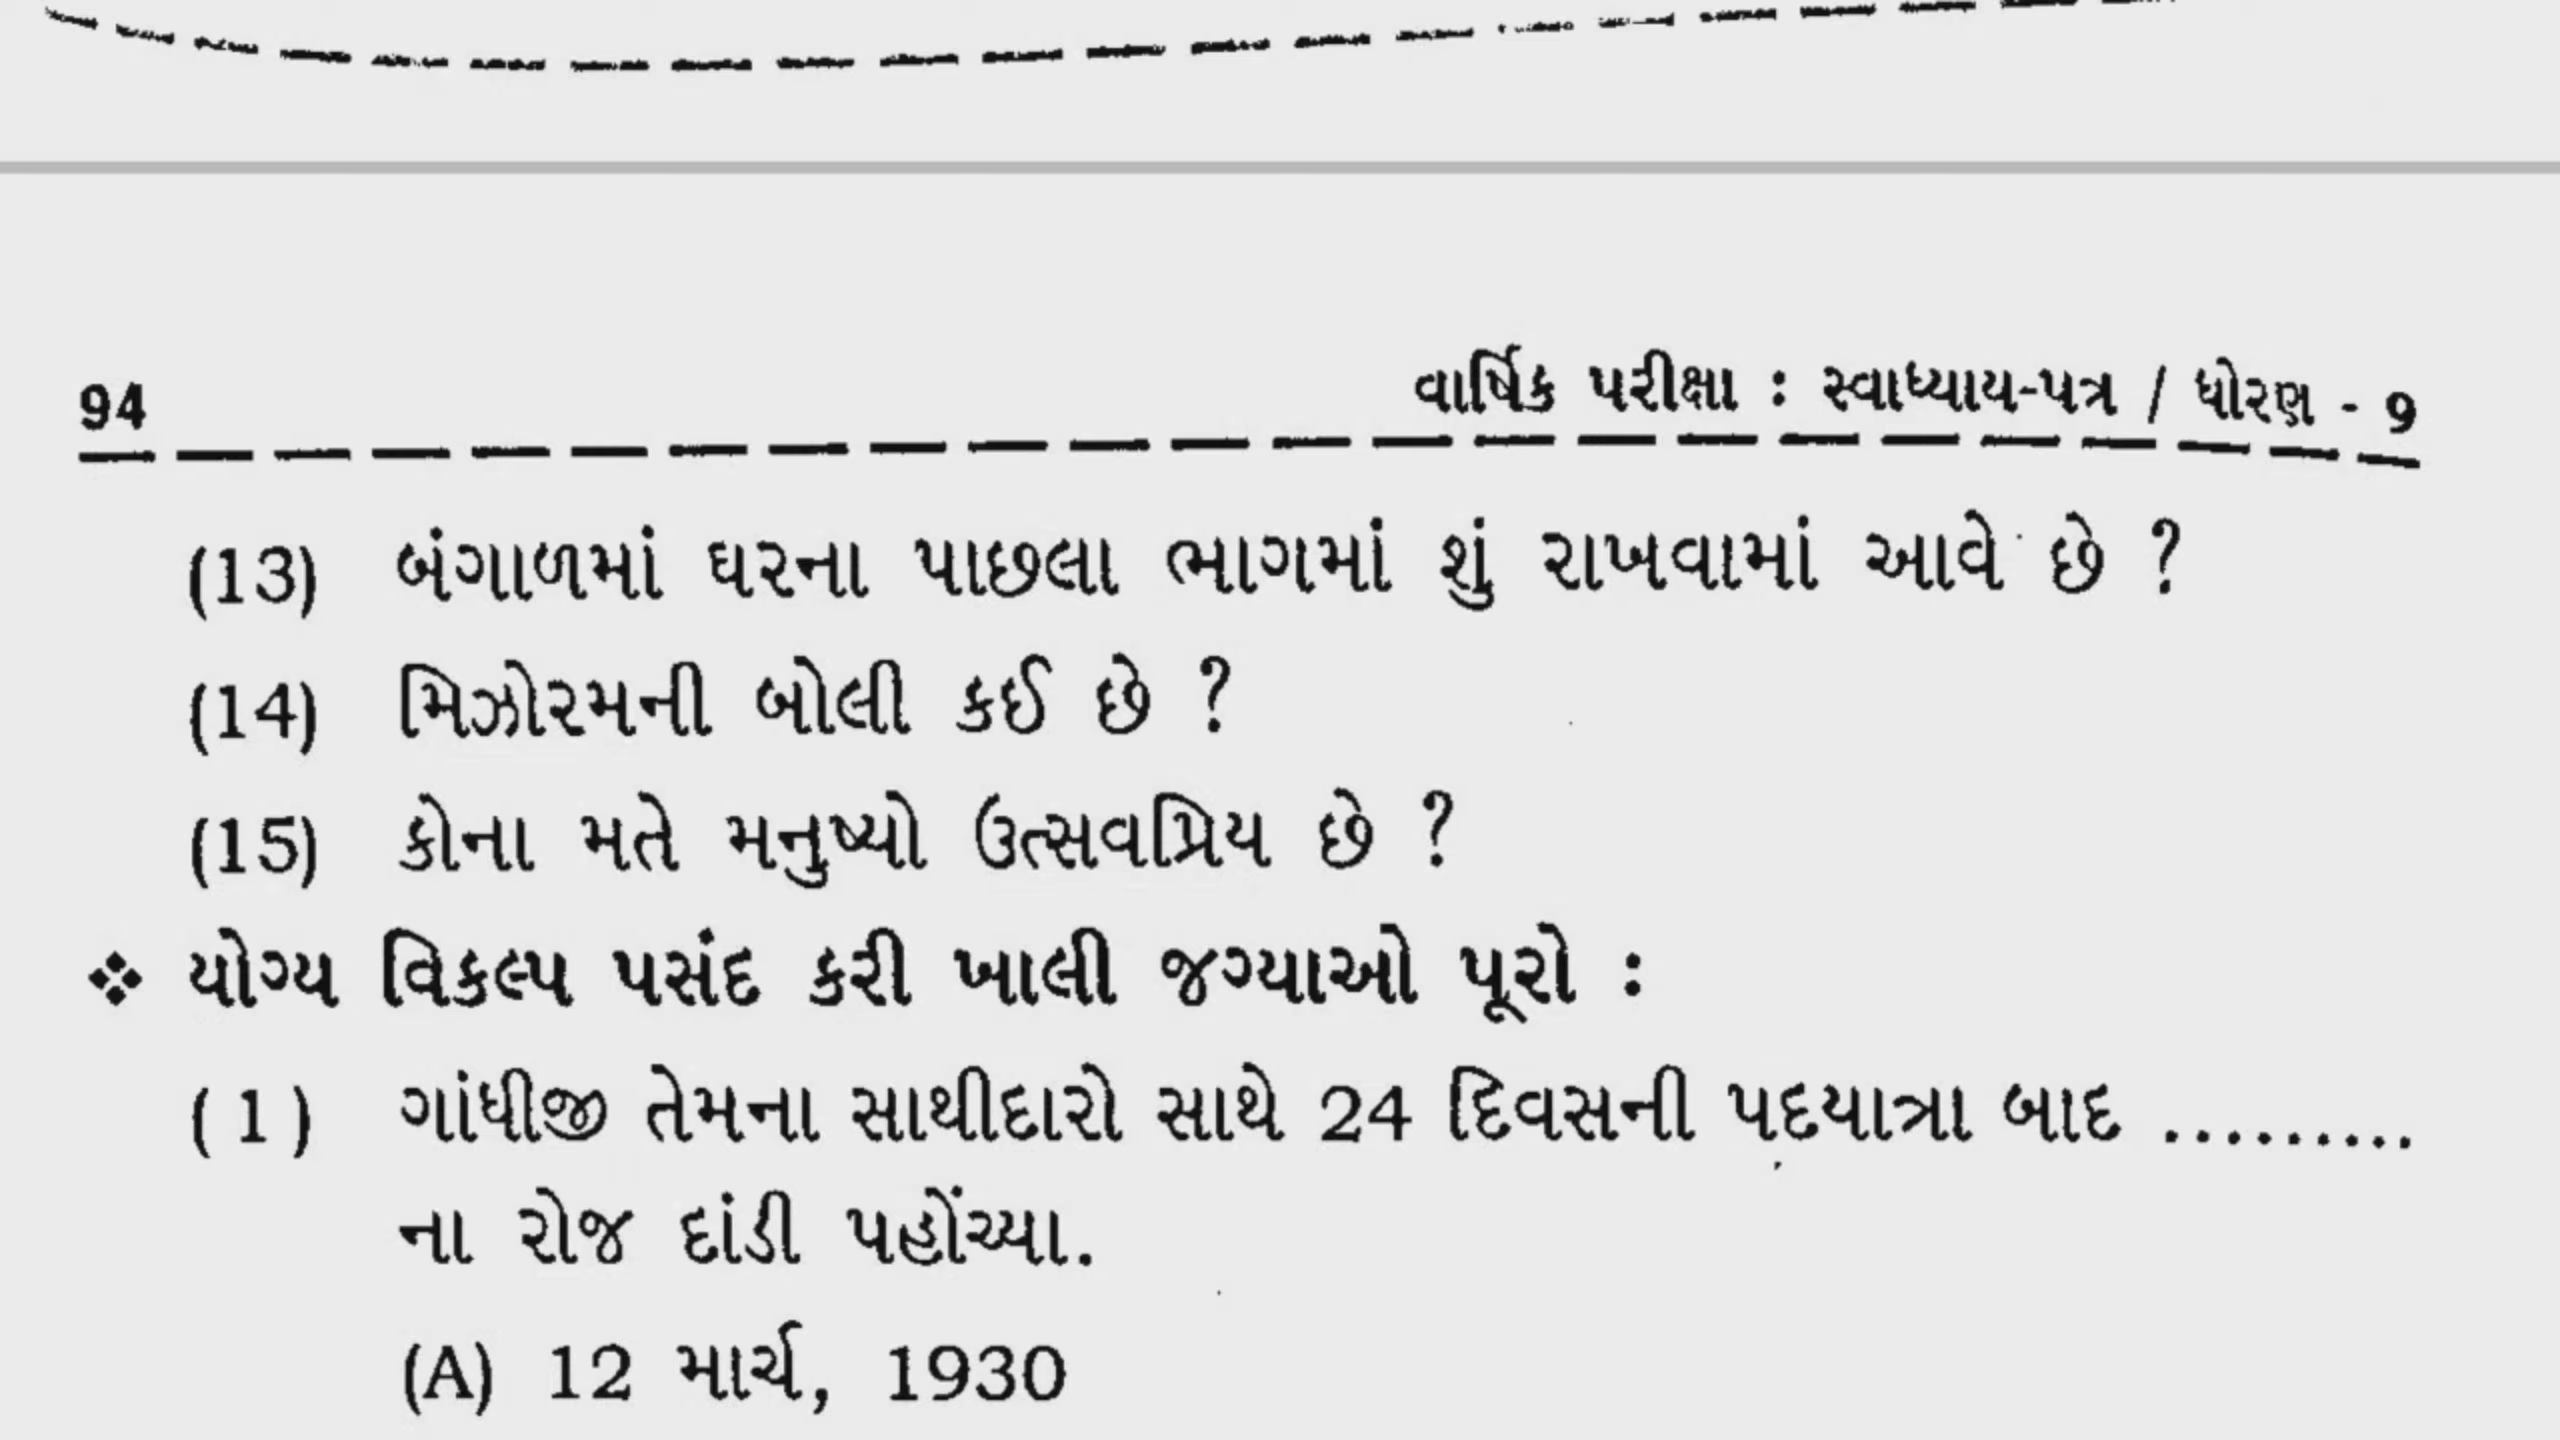 94
વાર્ષિક પરીક્ષા : સ્વાધ્યાય-પત્ર / ધોરણ - 9
(13) બંગાળમાં ઘરના પાછલા ભાગમાં શું રાખવામાં આવે છે ?
(14) મિઝોરમની બોલી કઈ છે ?
(15) કોના મતે મનુષ્યો ઉત્સવપ્રિય છે ?
❖ યોગ્ય વિકલ્પ પસંદ કરી ખાલી જગ્યાઓ પૂરો :
( 1 ) ગાંધીજી તેમના સાથીદારો સાથે 24 દિવસની પદયાત્રા બાદ .........
ના રોજ દાંડી પહોંચ્યા.
(A) 12 માર્ચ, 1930